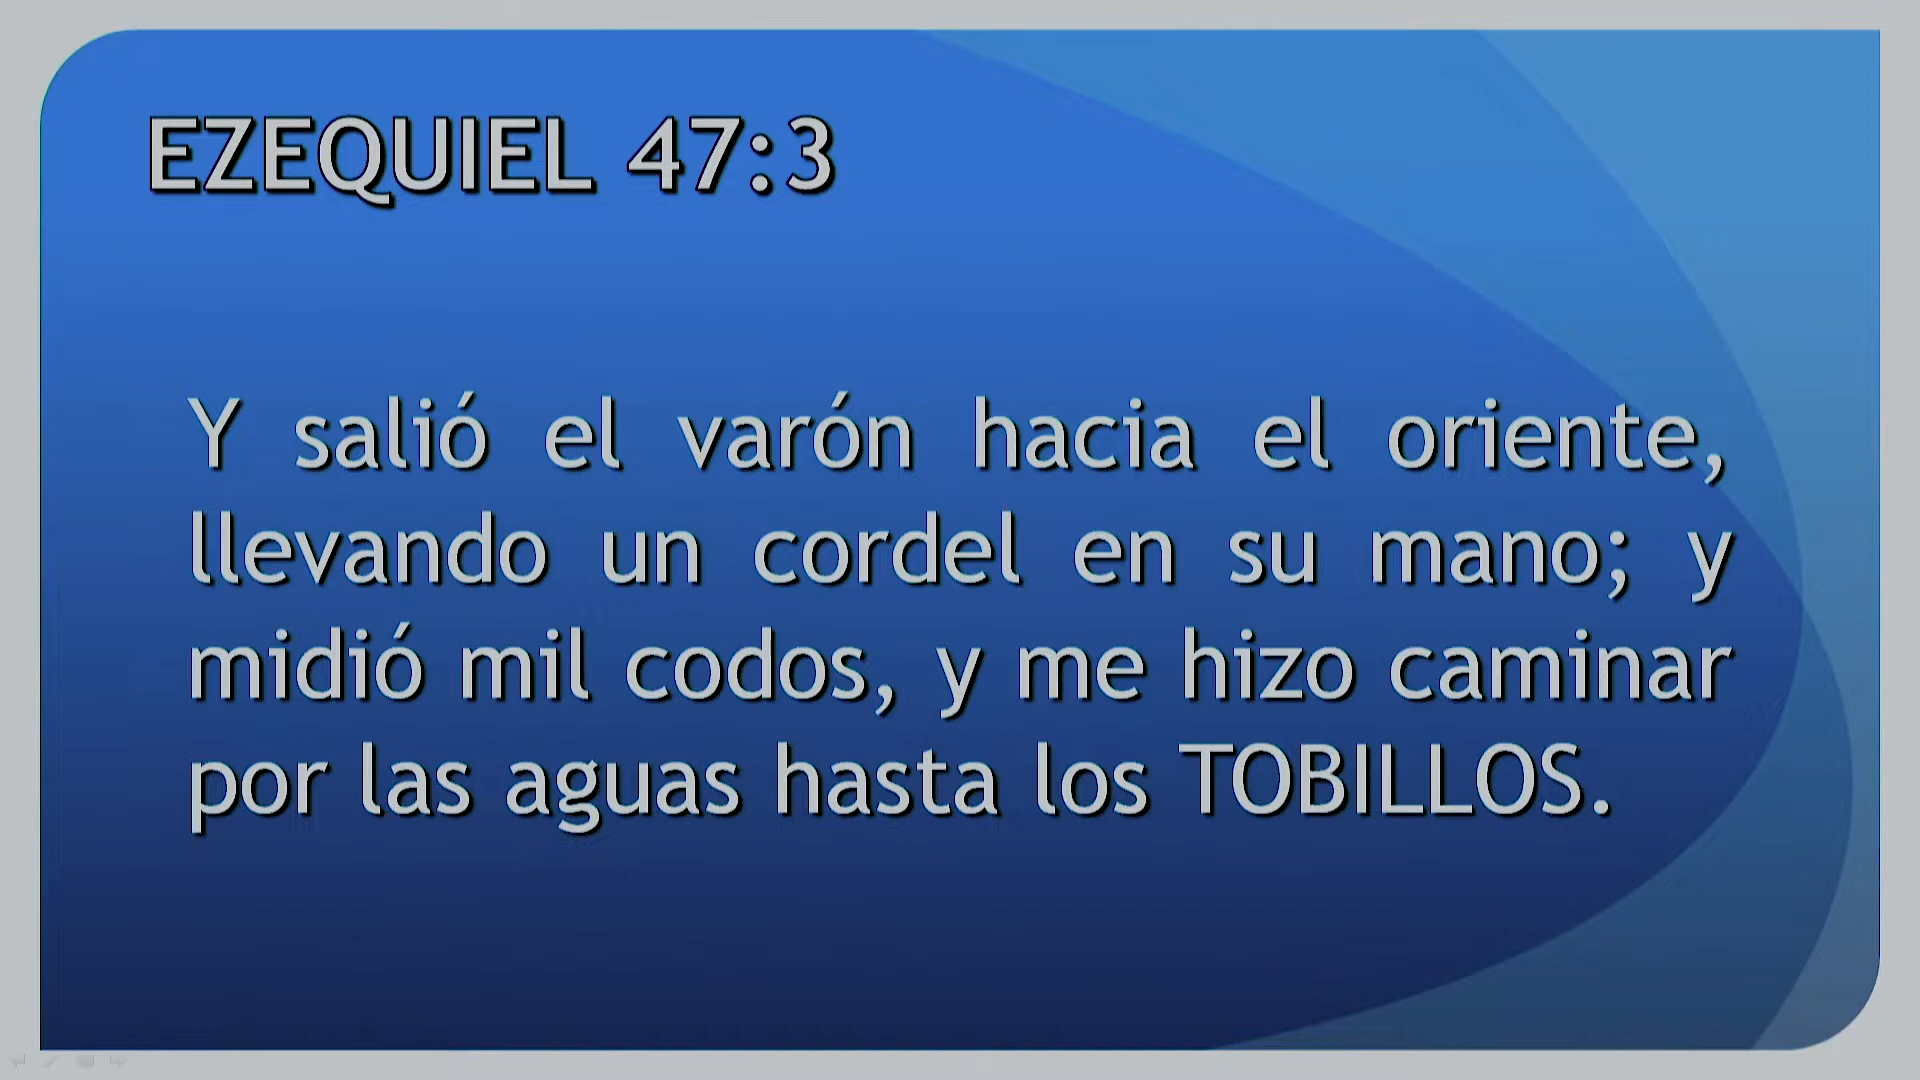 EZEQUIEL 47:3
Y salió el varón hacia el oriente,
llevando un cordel en su mano; y
midió mil codos, y me hizo caminar
por las aguas hasta los TOBILLOS.